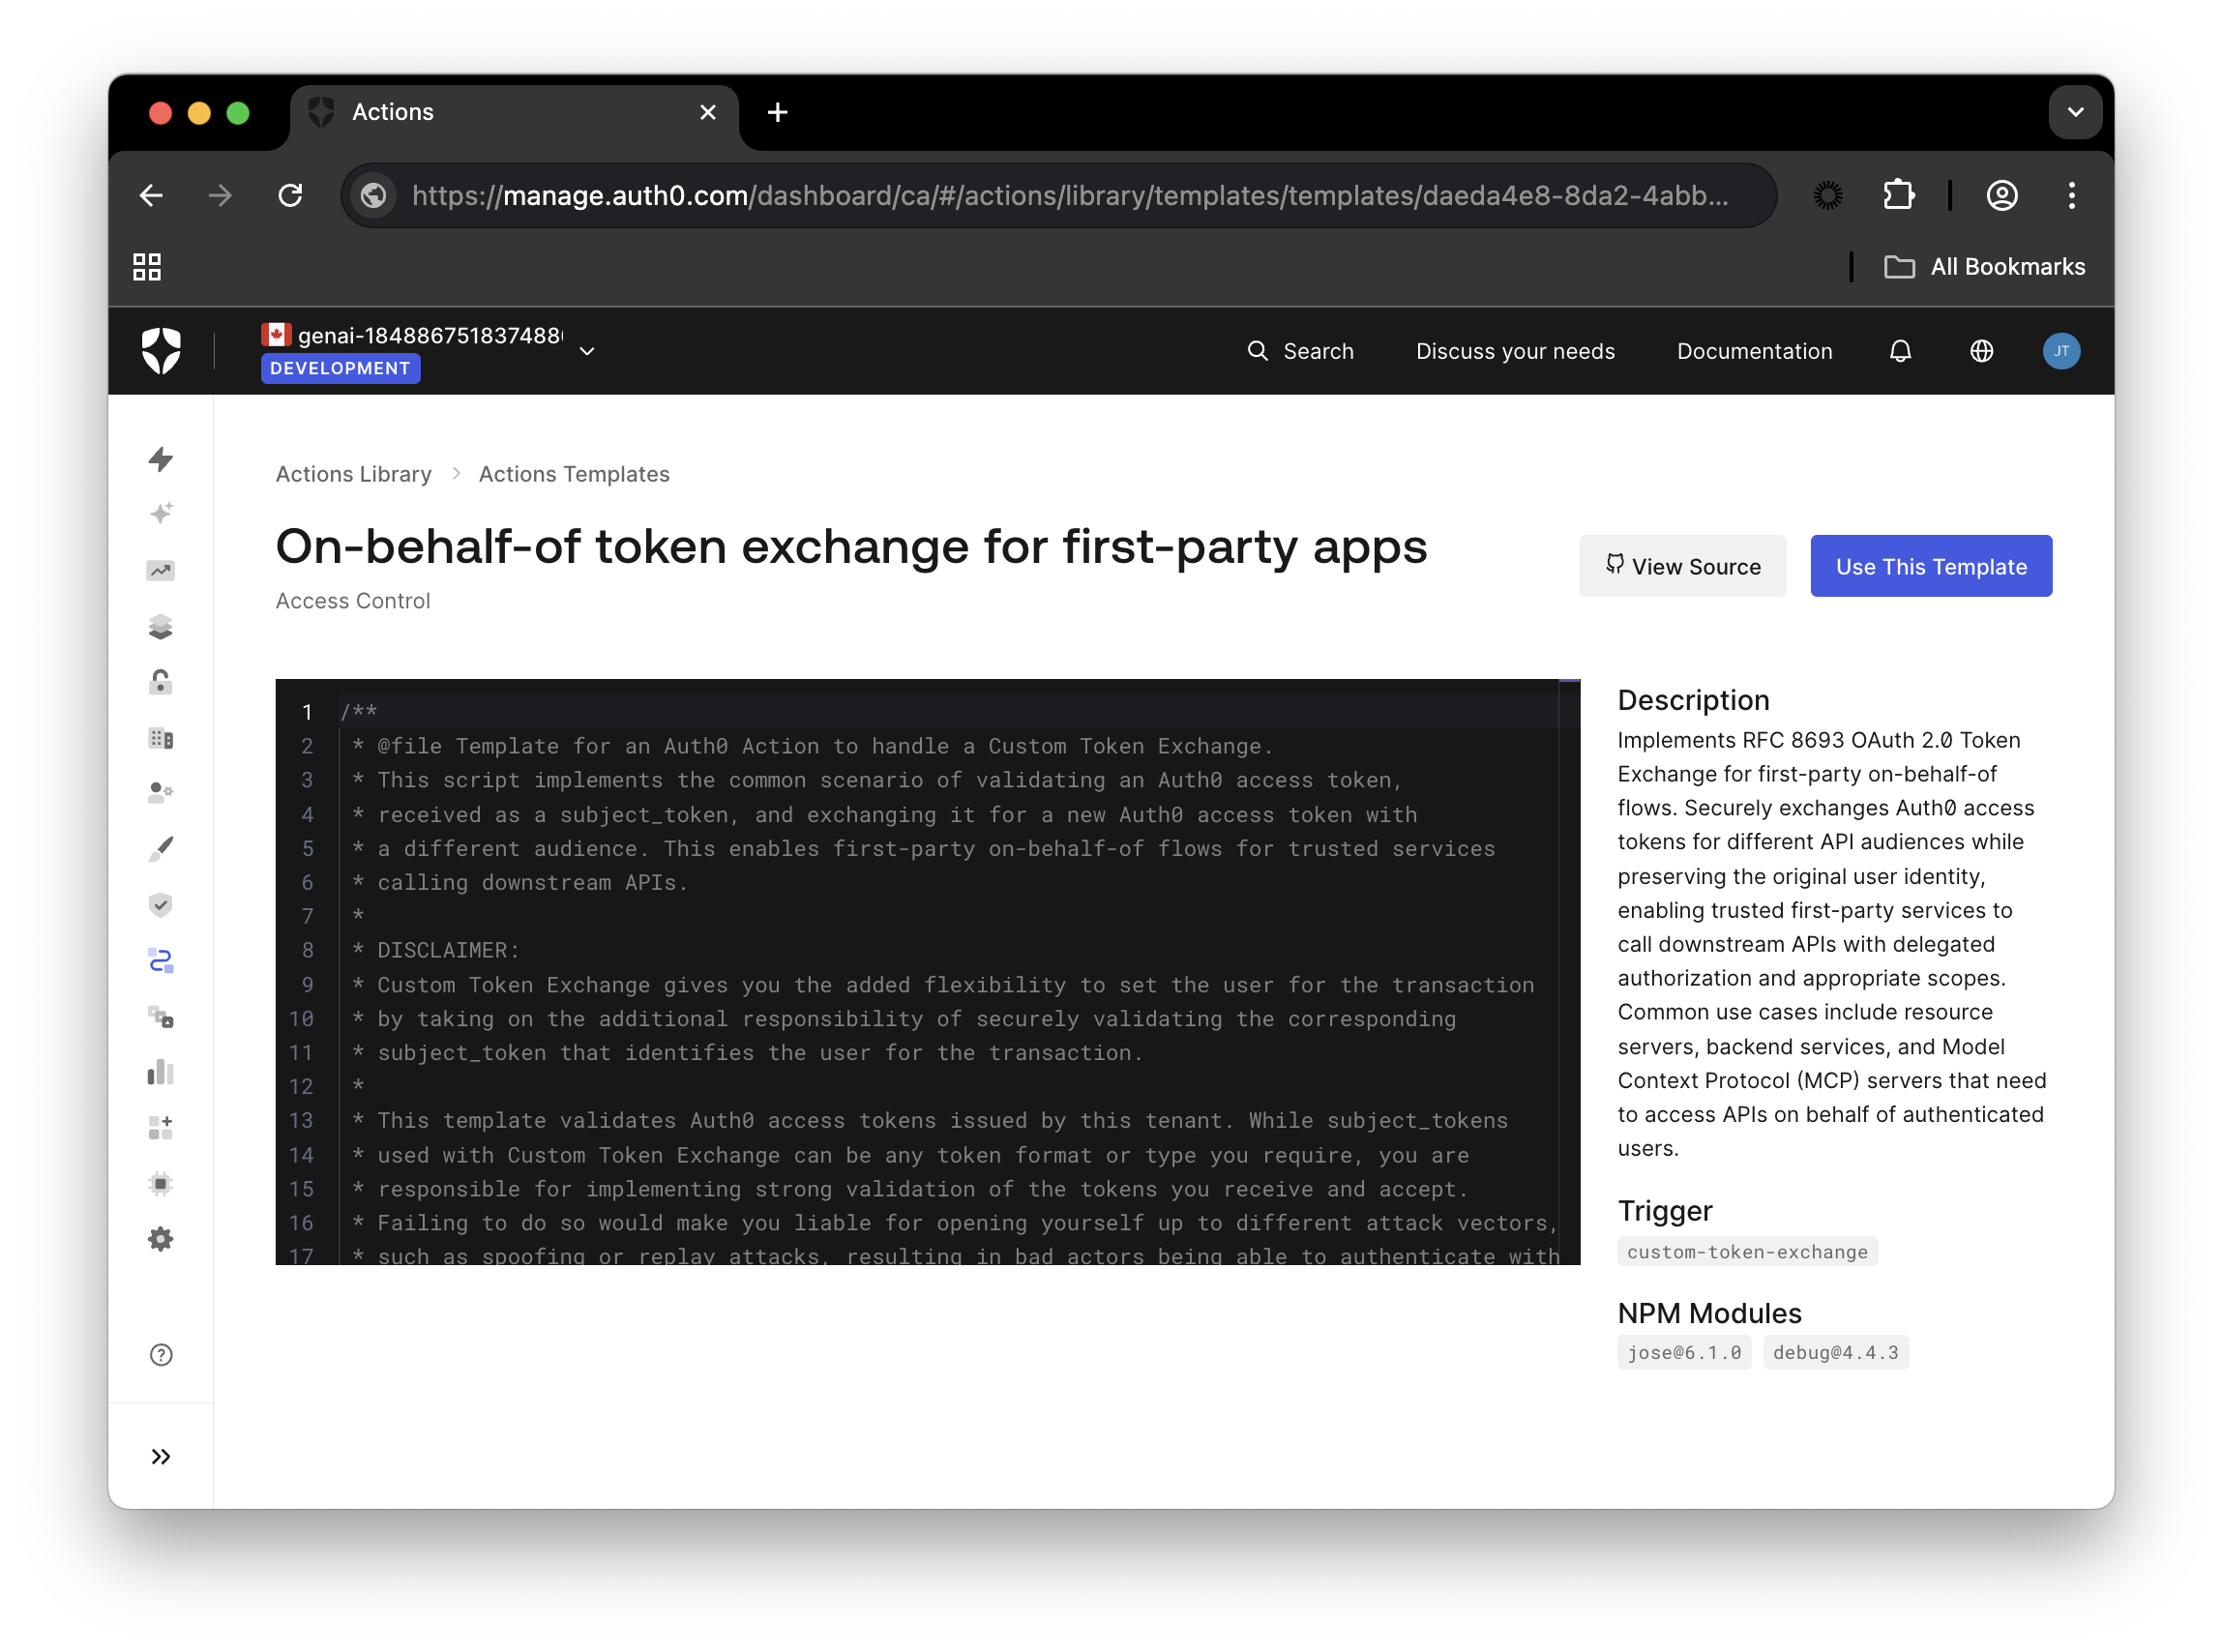 Actions
https://manage.auth0.com/dashboard/ca/#/actions/library/templates/templates/daeda4e8-8da2-4abb...
All Bookmarks
genai-184886751837488
DEVELOPMENT
Search
Discuss your needs
Documentation
JT
Actions Library
Actions Templates
On-behalf-of token exchange for first-party apps
Access Control
View Source
Use This Template
1 /**
2 * @file Template for an Auth0 Action to handle a Custom Token Exchange.
3 * This script implements the common scenario of validating an Auth0 access token,
4 * received as a subject_token, and exchanging it for a new Auth0 access token with
5 * a different audience. This enables first-party on-behalf-of flows for trusted services
6 * calling downstream APIs.
7 *
8 * DISCLAIMER:
9 * Custom Token Exchange gives you the added flexibility to set the user for the transaction
10 * by taking on the additional responsibility of securely validating the corresponding
11 * subject_token that identifies the user for the transaction.
12 *
13 * This template validates Auth0 access tokens issued by this tenant. While subject_tokens
14 * used with Custom Token Exchange can be any token format or type you require, you are
15 * responsible for implementing strong validation of the tokens you receive and accept.
16 * Failing to do so would make you liable for opening yourself up to different attack vectors,
17 * such as spoofing or replay attacks, resulting in bad actors being able to authenticate with
Description
Implements RFC 8693 OAuth 2.0 Token
Exchange for first-party on-behalf-of
flows. Securely exchanges Auth0 access
tokens for different API audiences while
preserving the original user identity,
enabling trusted first-party services to
call downstream APIs with delegated
authorization and appropriate scopes.
Common use cases include resource
servers, backend services, and Model
Context Protocol (MCP) servers that need
to access APIs on behalf of authenticated
users.
Trigger
custom-token-exchange
NPM Modules
jose@6.1.0 debug@4.4.3